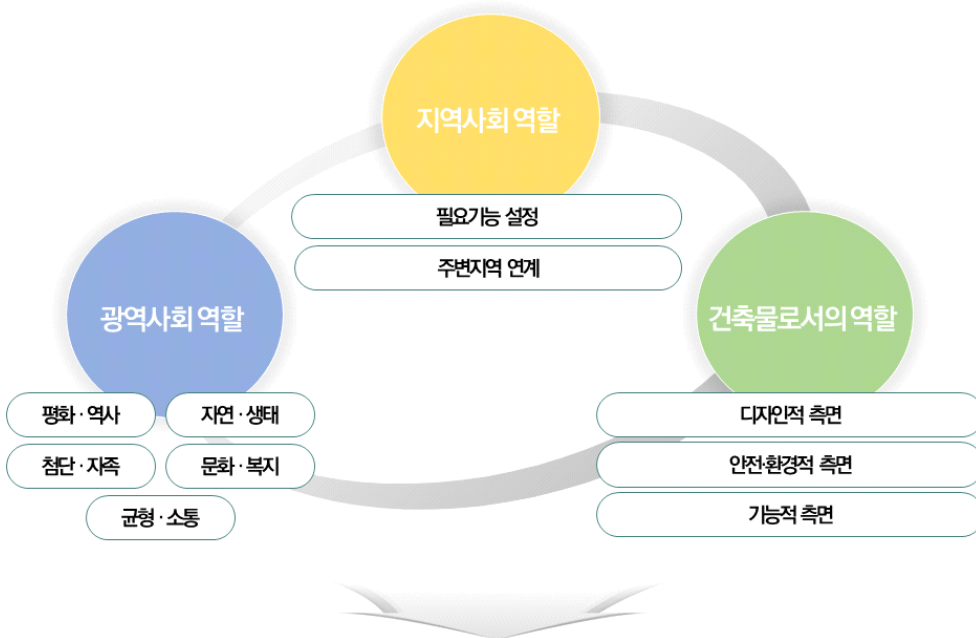 지역사회 역할
필요기능 설정
주변지역 연계
광역사회 역할
평화 · 역사
자연 · 생태
첨단 · 자족
문화 · 복지
균형 · 소통
건축물로서의 역할
디자인적 측면
안전·환경적 측면
기능적 측면